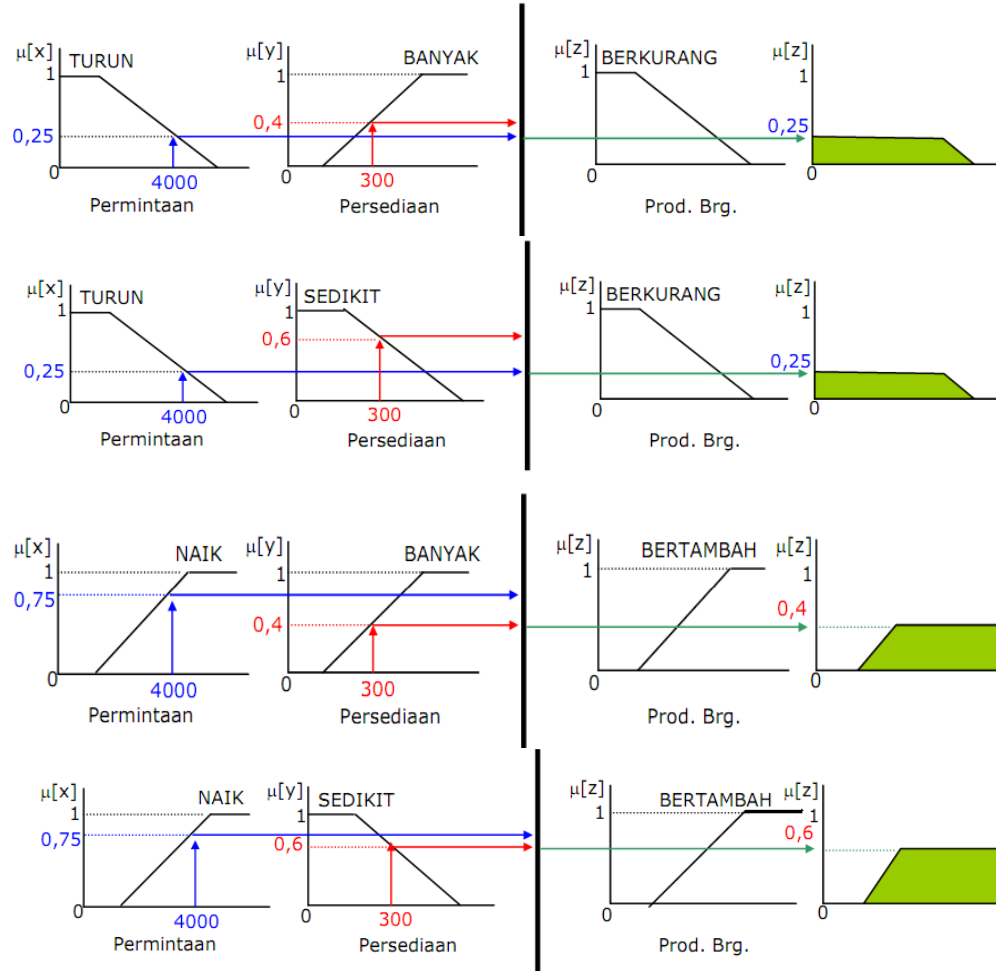 μ[x] TURUN μ[y] BANYAK μ[z] BERKURANG μ[z]
1 1 1 1
0,25 0,4 0,25
0 0 0 0
4000 300
Permintaan Persediaan Prod. Brg.
μ[x] TURUN μ[y] SEDIKIT μ[z] BERKURANG μ[z]
1 1 1 1
0,25 0,6 0,25
0 0 0 0
4000 300
Permintaan Persediaan Prod. Brg.
μ[x] NAIK μ[y] BANYAK μ[z] BERTAMBAH μ[z]
1 1 1 1
0,75 0,4 0,4
0 0 0 0
4000 300
Permintaan Persediaan Prod. Brg.
μ[x] NAIK μ[y] SEDIKIT μ[z] BERTAMBAH μ[z]
1 1 1 1
0,75 0,6 0,6
0 0 0 0
4000 300
Permintaan Persediaan Prod. Brg.